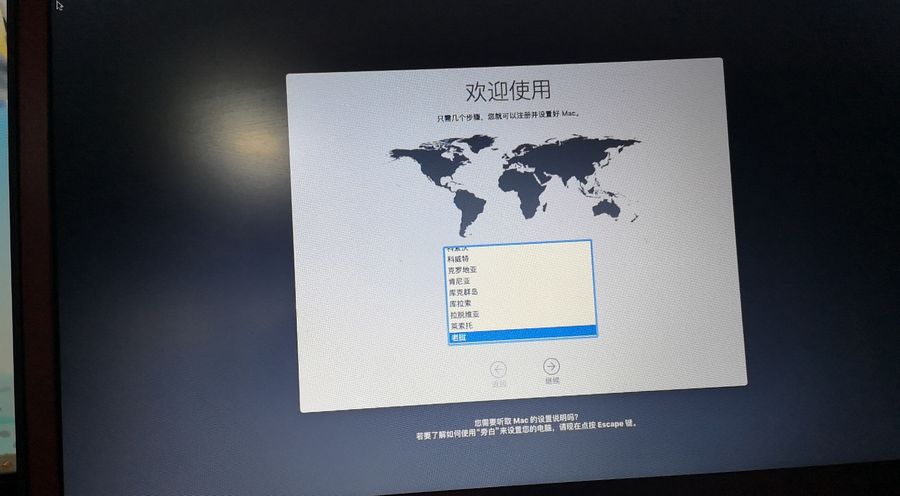 欢迎使用
只需几个步骤，您就可以注册并设置好 Mac。
科索沃
科威特
克罗地亚
肯尼亚
库克群岛
库拉索
拉脱维亚
莱索托
老挝
返回
继续
您需要听取 Mac 的设置说明吗？
若要了解如何使用“旁白”来设置您的电脑，请现在点按 Escape 键。